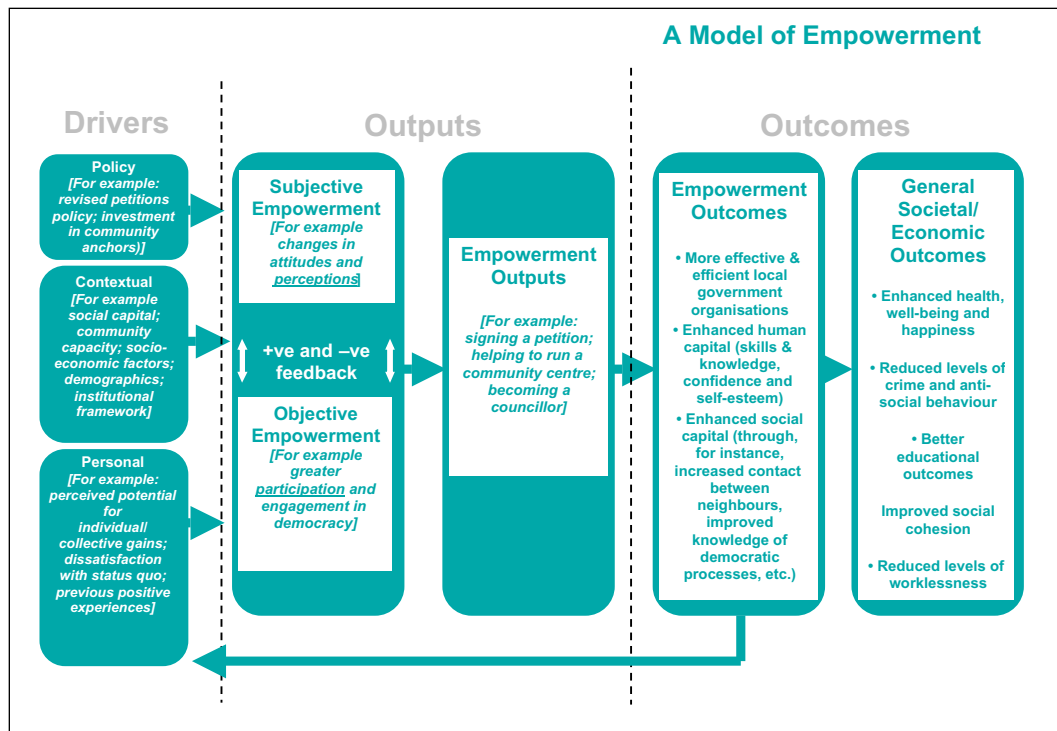 A Model of Empowerment
Drivers
Outputs
Outcomes
Policy
[For example:
revised petitions
policy; investment
in community
anchors)]
Contextual
[For example
social capital;
community
capacity; socio-
economic factors;
demographics;
institutional
framework]
Personal
[For example:
perceived potential
for
individual/
collective gains;
dissatisfaction
with status quo;
previous positive
experiences]
Subjective
Empowerment
[For example
changes in
attitudes and
perceptions]
+ve and –ve
feedback
Objective
Empowerment
[For example
greater
participation and
engagement in
democracy]
Empowerment
Outputs
[For example:
signing a petition;
helping to run a
community centre;
becoming a
councillor]
Empowerment
Outcomes
• More effective &
efficient local
government
organisations
• Enhanced human
capital (skills &
knowledge,
confidence and
self-esteem)
• Enhanced social
capital (through,
for instance,
increased contact
between
neighbours,
improved
knowledge of
democratic
processes, etc.)
General
Societal/
Economic
Outcomes
• Enhanced health,
well-being and
happiness
• Reduced levels of
crime and anti-
social behaviour
• Better
educational
outcomes
Improved social
cohesion
• Reduced levels of
worklessness